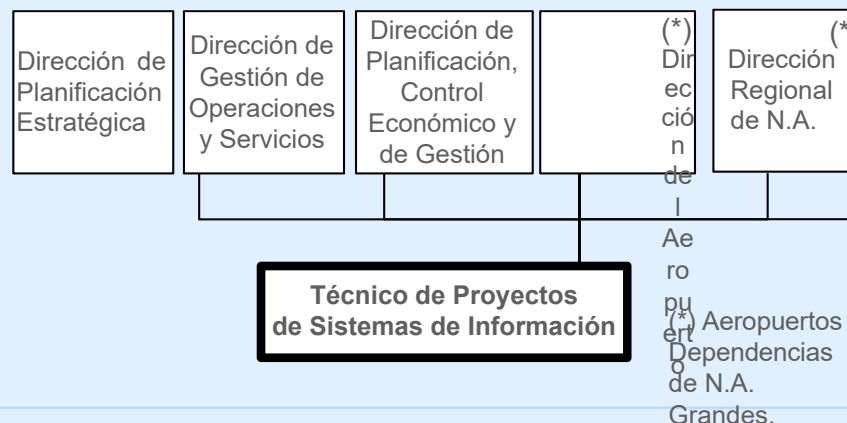 Dirección de
Planificación
Estratégica
Dirección de
Gestión de
Operaciones
y Servicios
Dirección de
Planificación,
Control
Económico y
de Gestión
(*)
Dir
ec
ció
n
de
l
Ae
ro
pu
ert
o
(*
Dirección
Regional
de N.A.
Técnico de Proyectos
de Sistemas de Información
(*) Aeropuertos
Dependencias
de N.A.
Grandes.